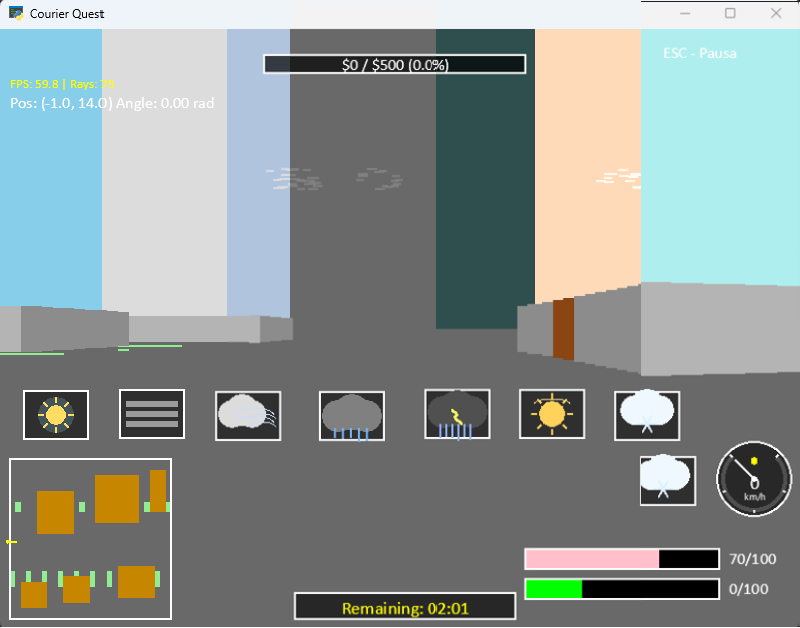 Courier Quest
$0 / $500 (0.0%)
ESC - Pausa
FPS: 59.8 | Rays: 75
Pos: (-1.0, 14.0) Angle: 0.00 rad
0
km/h
70/100
0/100
Remaining: 02:01